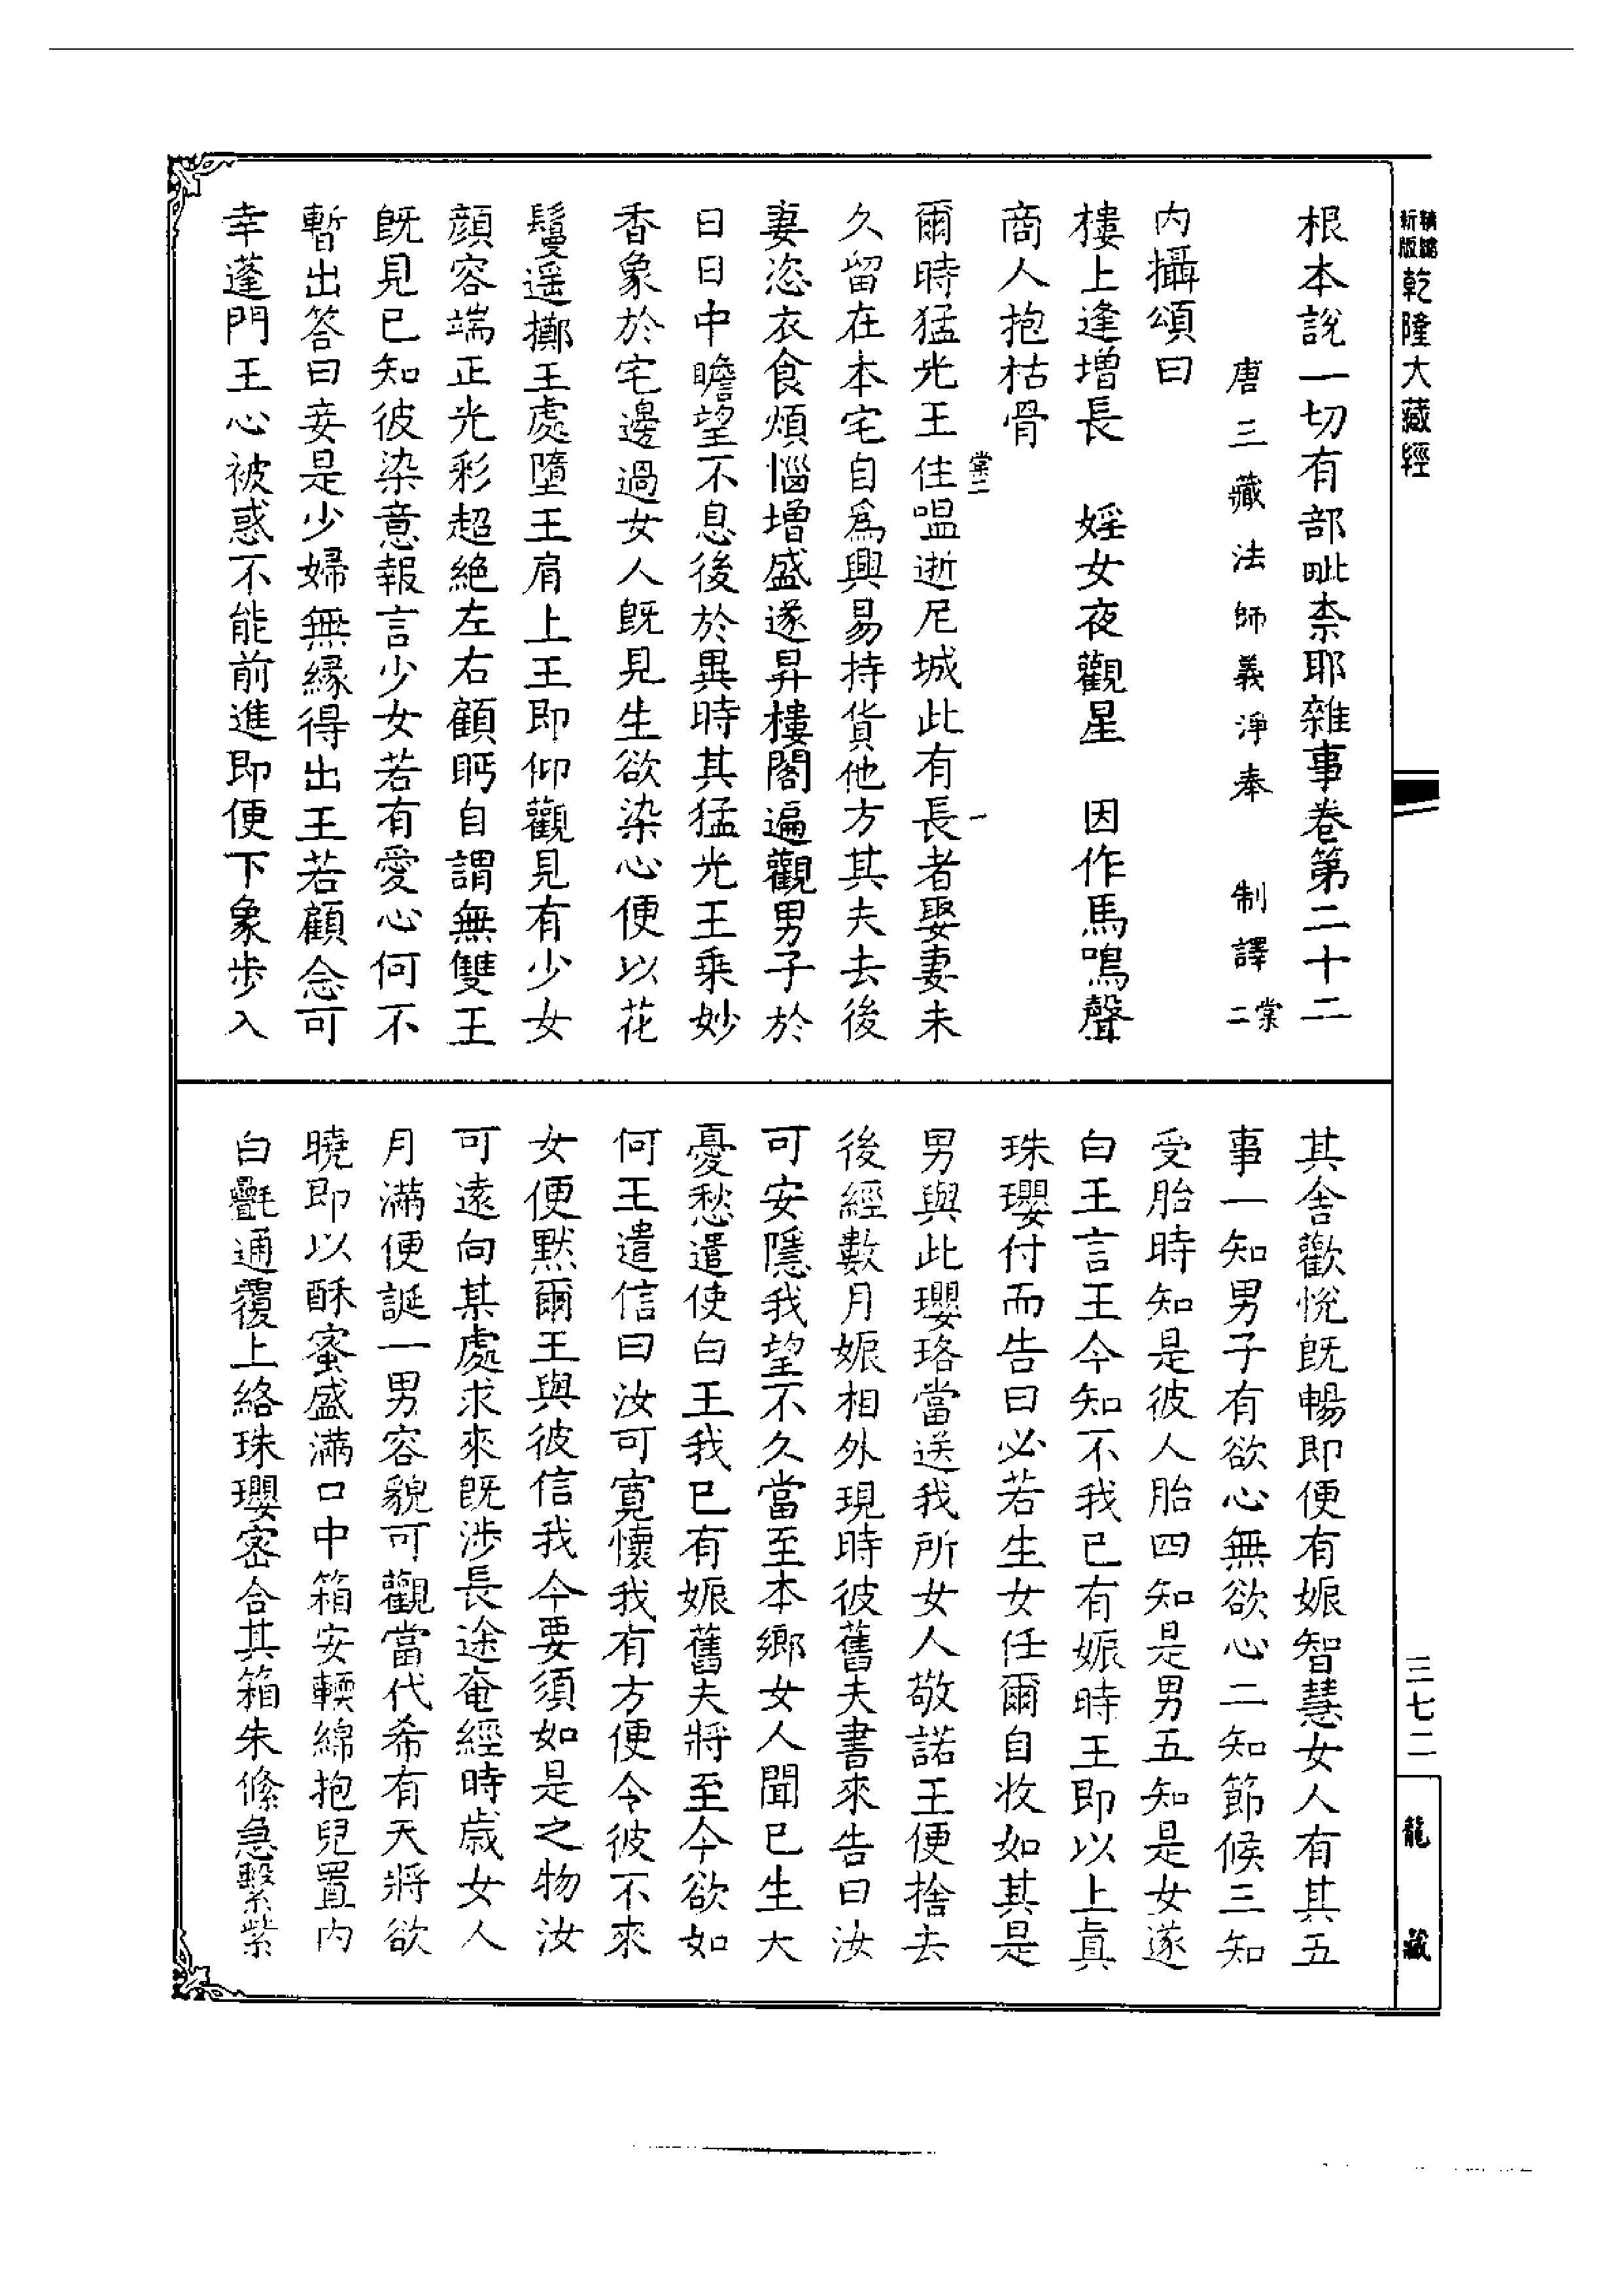 精縮新版乾隆大藏經
根本說一切有部毗柰耶雜事卷第二十二
唐三藏法師義淨奉 制譯 棠二
內攝頌曰
樓上逢增長 婬女夜觀星 因作馬鳴聲
商人抱枯骨
棠二 一
爾時猛光王住嗢逝尼城此有長者娶妻未
久留在本宅自爲興易持貨他方其夫去後
妻恣衣食煩惱增盛遂昇樓閣遍觀男子於
日日中瞻望不息後於異時其猛光王乗妙
香象於宅邊過女人旣見生欲染心便以花
鬘遥擲王處墮王肩上王即仰觀見有少女
顔容端正光彩超絶左右顧眄自謂無雙王
旣見已知彼染意報言少女若有愛心何不
暫出答曰妾是少婦無縁得出王若顧念可
幸蓬門王心被惑不能前進即便下象步入
其舍歡悅旣暢即便有娠智慧女人有其五
事一知男子有欲心無欲心二知節候三知
受胎時知是彼人胎四知是男五知是女遂
白王言王今知不我已有娠時王即以上真
珠瓔付而告曰必若生女任爾自收如其是
男與此瓔珞當送我所女人敬諾王便捨去
後經數月娠相外現時彼舊夫書來告曰汝
可安隱我望不久當至本鄉女人聞已生大
憂愁遣使白王我已有娠舊夫將至今欲如
何王遣信曰汝可寬懷我有方便令彼不來
女便默爾王與彼信我今要須如是之物汝
可遠向某處求來旣涉長途奄經時歳女人
月滿便誕一男容貌可觀當代希有天將欲
曉即以酥蜜盛滿口中箱安輭綿抱兒置内
白㲲通覆上絡珠瓔密合其箱朱絛急繫紫
三七二
龍藏